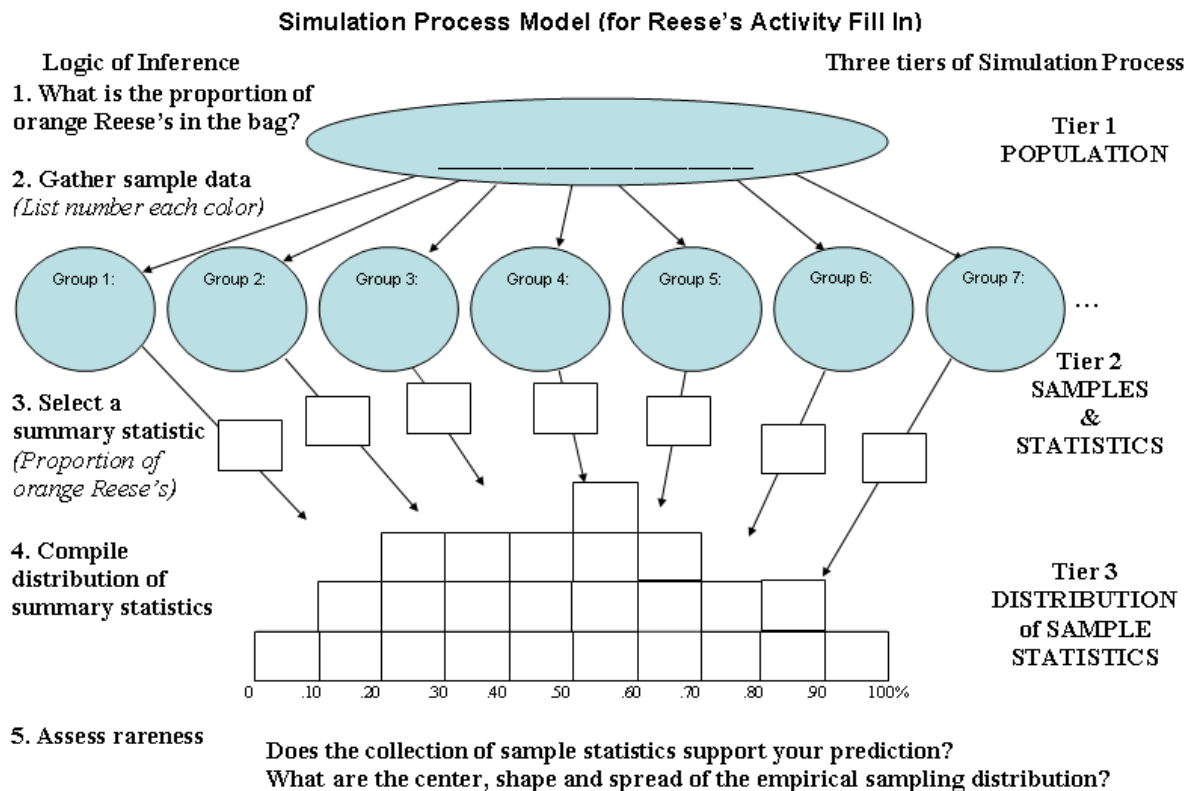 Simulation Process Model (for Reese's Activity Fill In)
Logic of Inference
Three tiers of Simulation Process
1. What is the proportion of
orange Reese's in the bag?
Tier 1
POPULATION
2. Gather sample data
(List number each color)
Group 1:
Group 2:
Group 3:
Group 4:
Group 5:
Group 6:
Group 7:
...
Tier 2
SAMPLES
&
STATISTICS
3. Select a
summary statistic
(Proportion of
orange Reese's)
4. Compile
distribution of
summary statistics
Tier 3
DISTRIBUTION
of SAMPLE
STATISTICS
0 .10 .20 .30 .40 .50 .60 .70 .80 .90 100%
5. Assess rareness
Does the collection of sample statistics support your prediction?
What are the center, shape and spread of the empirical sampling distribution?